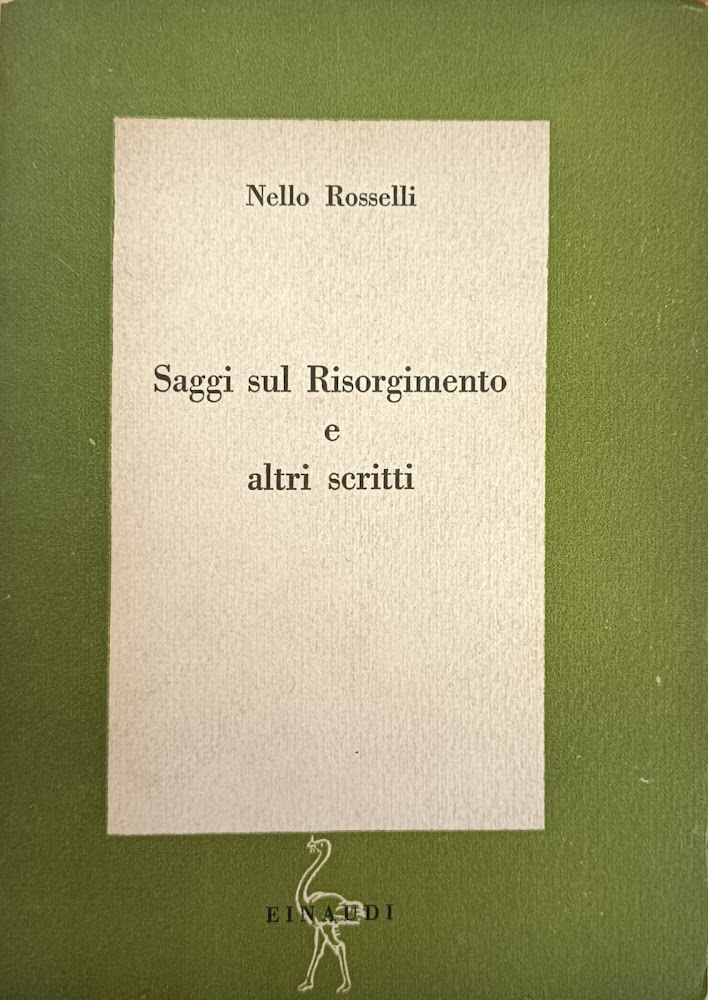 Nello Rosselli
Saggi sul Risorgimento
e
altri scritti
EINAUDI